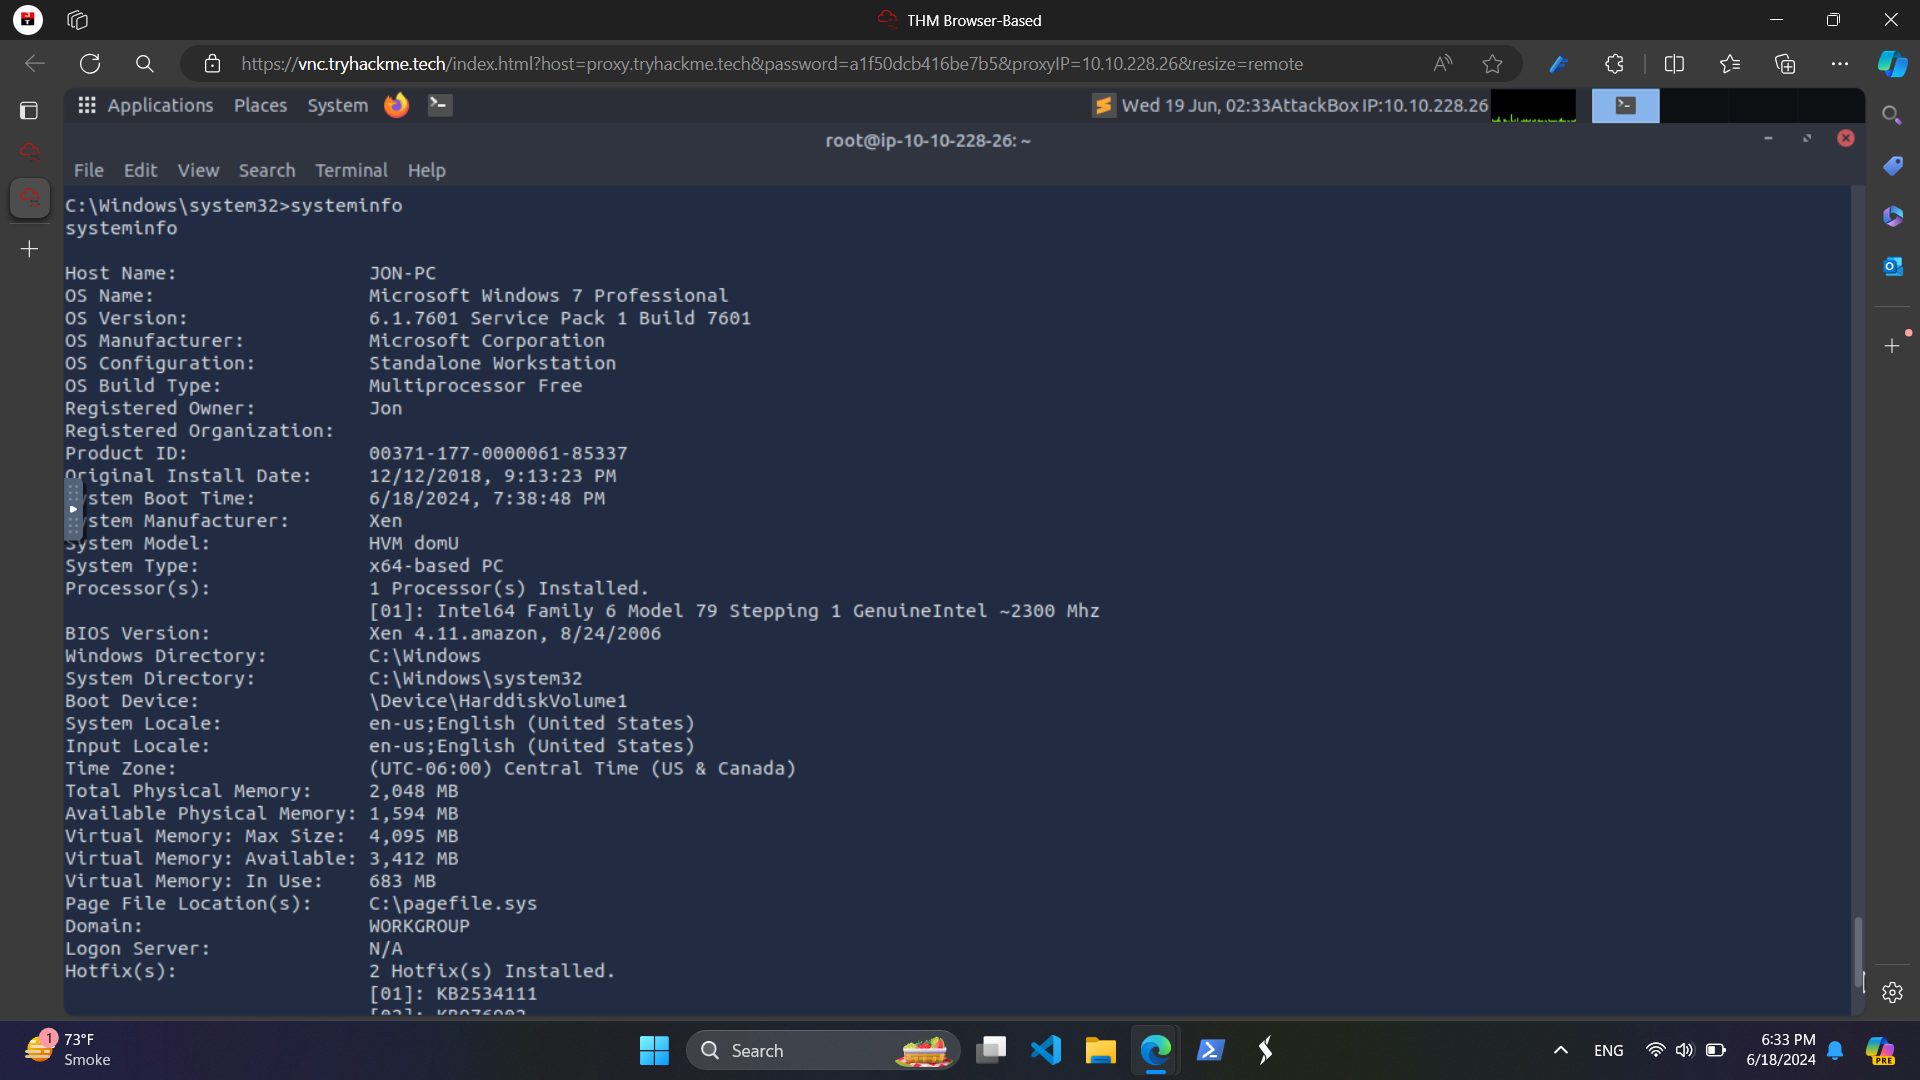 THM Browser-Based
https://vnc.tryhackme.tech/index.html?host=proxy.tryhackme.tech&password=a1f50dcb416be7b5&proxyIP=10.10.228.26&resize=remote
Applications Places System Wed 19 Jun, 02:33AttackBox IP:10.10.228.26
root@ip-10-10-228-26: ~
File Edit View Search Terminal Help
C:\Windows\system32>systeminfo
systeminfo
Host Name: JON-PC
OS Name: Microsoft Windows 7 Professional
OS Version: 6.1.7601 Service Pack 1 Build 7601
OS Manufacturer: Microsoft Corporation
OS Configuration: Standalone Workstation
OS Build Type: Multiprocessor Free
Registered Owner: Jon
Registered Organization:
Product ID: 00371-177-0000061-85337
Original Install Date: 12/12/2018, 9:13:23 PM
System Boot Time: 6/18/2024, 7:38:48 PM
System Manufacturer: Xen
System Model: HVM domU
System Type: x64-based PC
Processor(s): 1 Processor(s) Installed.
[01]: Intel64 Family 6 Model 79 Stepping 1 GenuineIntel ~2300 Mhz
BIOS Version: Xen 4.11.amazon, 8/24/2006
Windows Directory: C:\Windows
System Directory: C:\Windows\system32
Boot Device: \Device\HarddiskVolume1
System Locale: en-us;English (United States)
Input Locale: en-us;English (United States)
Time Zone: (UTC-06:00) Central Time (US & Canada)
Total Physical Memory: 2,048 MB
Available Physical Memory: 1,594 MB
Virtual Memory: Max Size: 4,095 MB
Virtual Memory: Available: 3,412 MB
Virtual Memory: In Use: 683 MB
Page File Location(s): C:\pagefile.sys
Domain: WORKGROUP
Logon Server: N/A
Hotfix(s): 2 Hotfix(s) Installed.
[01]: KB2534111
[02]: KB976902
1 73°F
Smoke
Search
ENG
6:33 PM
6/18/2024
PRE